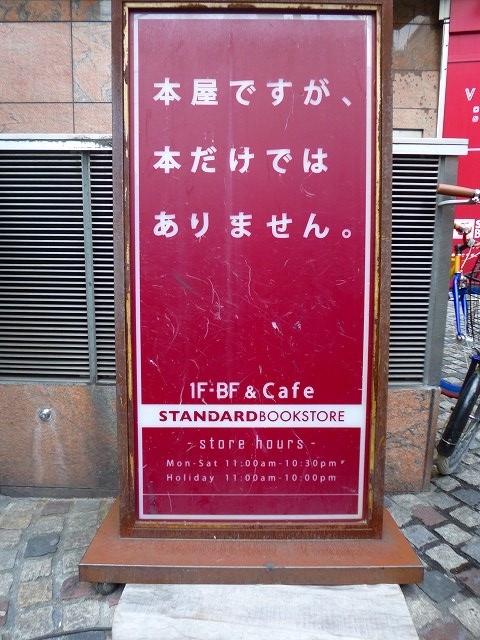 本屋ですが、
本だけでは
ありません。
1F・BF & Cafe
STANDARDBOOKSTORE
- store hours -
Mon-Sat 11:00am-10:30pm
Holiday 11:00am-10:00pm